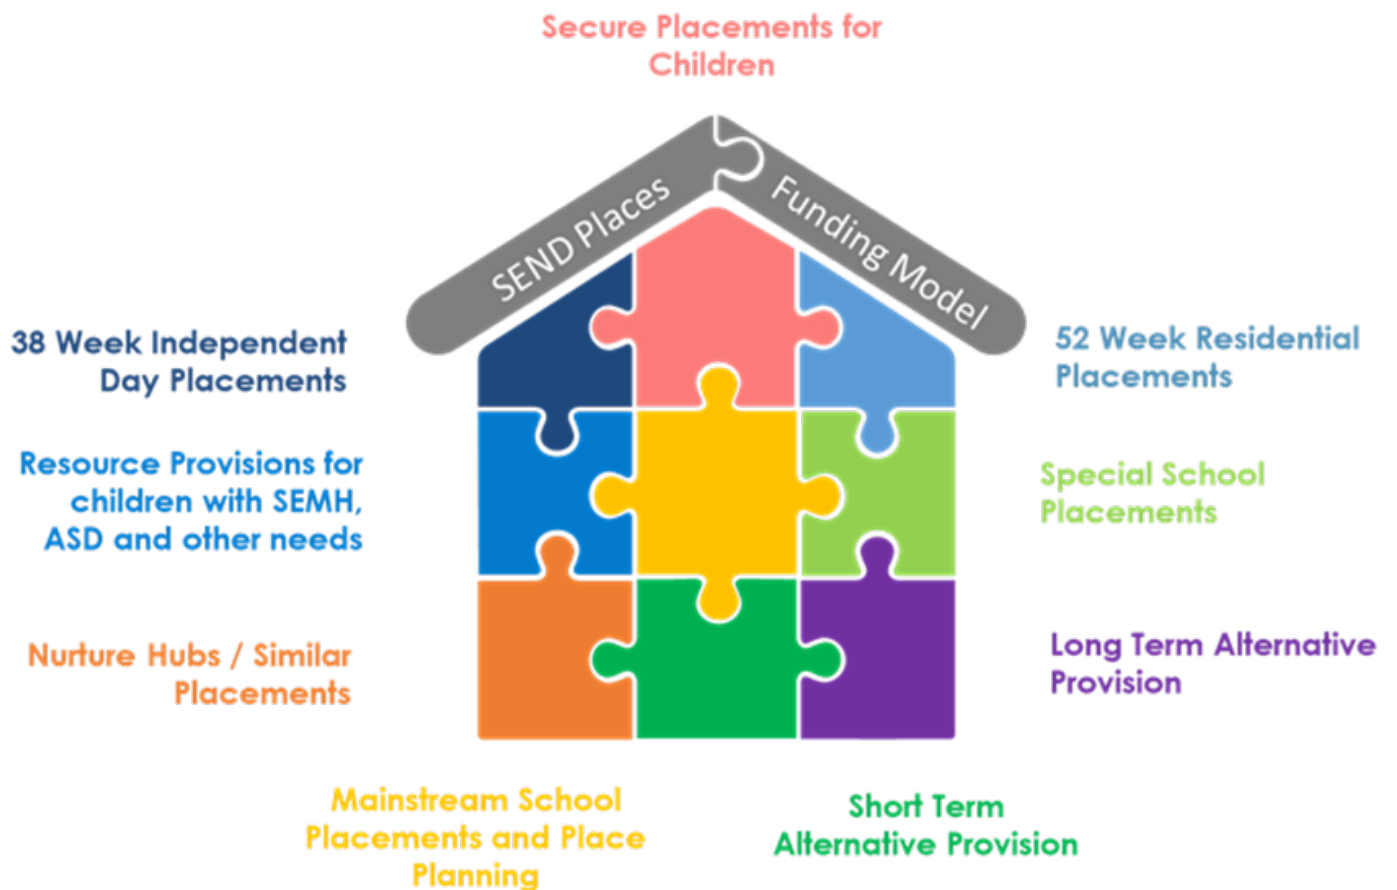 Secure Placements for
Children
SEND Places
Funding Model
38 Week Independent
Day Placements
52 Week Residential
Placements
Resource Provisions for
children with SEMH,
ASD and other needs
Special School
Placements
Nurture Hubs / Similar
Placements
Long Term Alternative
Provision
Mainstream School
Placements and Place
Planning
Short Term
Alternative Provision